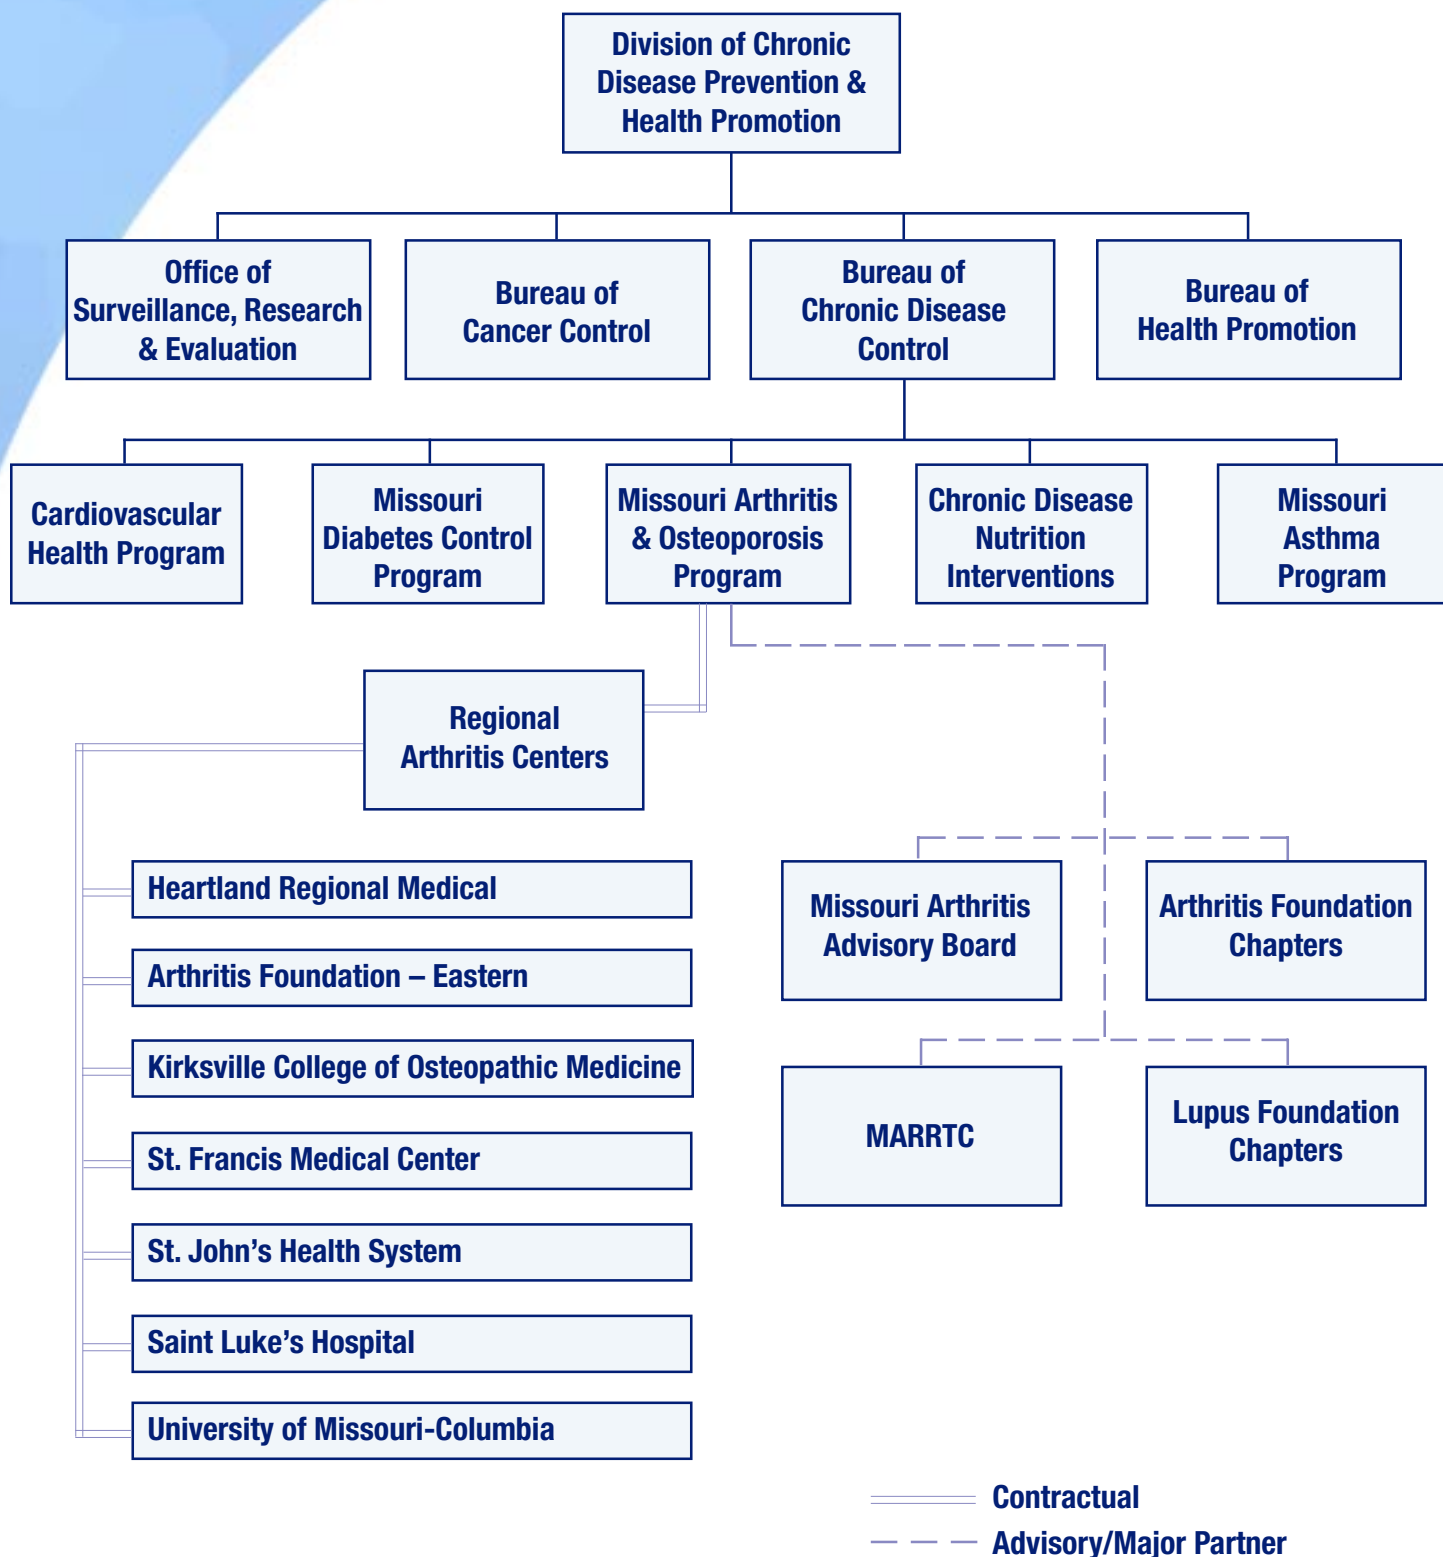 Division of Chronic
Disease Prevention &
Health Promotion
Office of
Surveillance, Research
& Evaluation
Bureau of
Cancer Control
Bureau of
Chronic Disease
Control
Bureau of
Health Promotion
Cardiovascular
Health Program
Missouri
Diabetes Control
Program
Missouri Arthritis
& Osteoporosis
Program
Chronic Disease
Nutrition
Interventions
Missouri
Asthma
Program
Regional
Arthritis Centers
Heartland Regional Medical
Arthritis Foundation – Eastern
Kirksville College of Osteopathic Medicine
St. Francis Medical Center
St. John’s Health System
Saint Luke’s Hospital
University of Missouri-Columbia
Missouri Arthritis
Advisory Board
Arthritis Foundation
Chapters
MARRTC
Lupus Foundation
Chapters
Contractual
Advisory/Major Partner